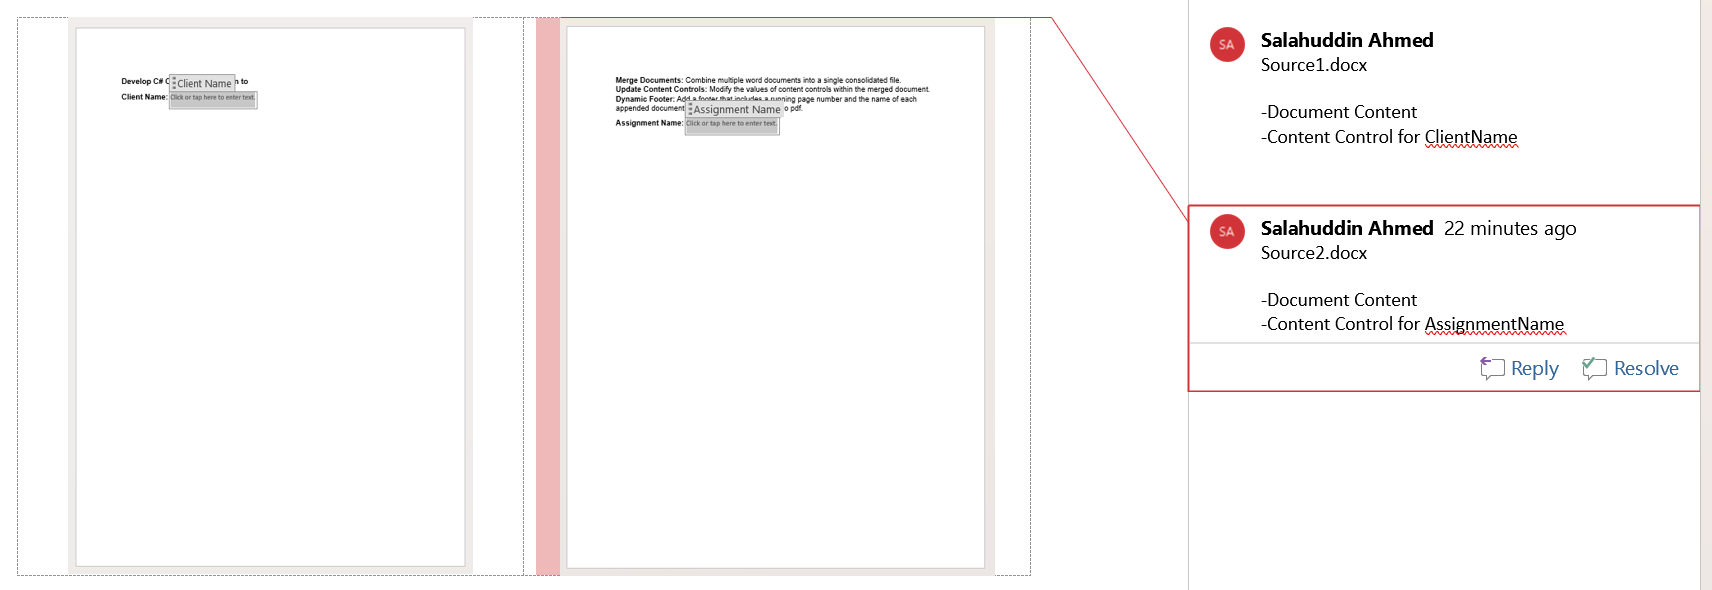 Develop C# C
n to
Client Name
Client Name: Click or tap here to enter text.
Merge Documents: Combine multiple word documents into a single consolidated file.
Update Content Controls: Modify the values of content controls within the merged document.
Dynamic Footer: Add a footer that includes a running page number and the name of each
appended document
o pdf.
Assignment Name
Assignment Name: Click or tap here to enter text.
SA
Salahuddin Ahmed
Source1.docx
-Document Content
-Content Control for ClientName
SA
Salahuddin Ahmed 22 minutes ago
Source2.docx
-Document Content
-Content Control for AssignmentName
Reply Resolve